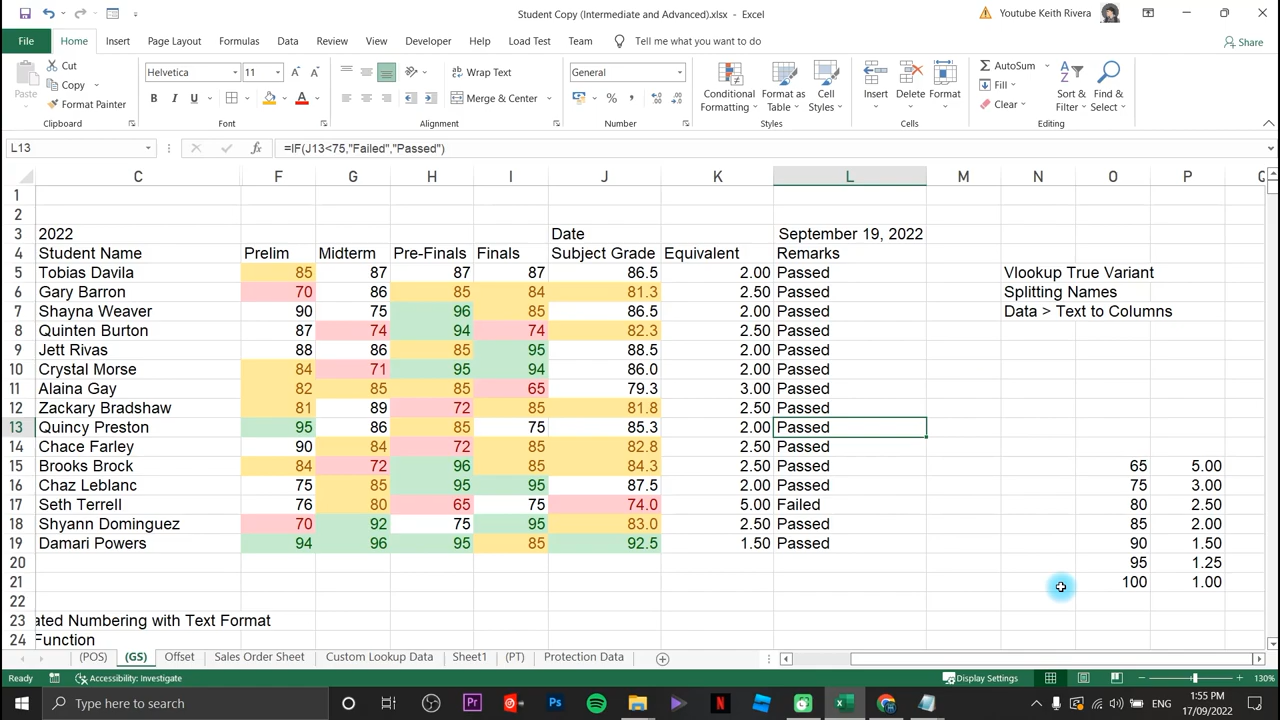 Student Copy (Intermediate and Advanced).xlsx - Excel
Youtube Keith Rivera
File Home Insert Page Layout Formulas Data Review View Developer Help Load Test Team Tell me what you want to do Share
Paste Cut Copy Format Painter Clipboard
Helvetica 11 B I U A Font
Wrap Text Merge & Center Alignment
General % Number
Conditional Formatting Format as Table Cell Styles Styles
Insert Delete Format Cells
AutoSum Fill Clear Sort & Filter Find & Select Editing
L13 fx =IF(J13<75,"Failed","Passed")
C F G H I J K L M N O P
1
2
3 2022 Date September 19, 2022
4 Student Name Prelim Midterm Pre-Finals Finals Subject Grade Equivalent Remarks
5 Tobias Davila 85 87 87 87 86.5 2.00 Passed Vlookup True Variant
6 Gary Barron 70 86 85 84 81.3 2.50 Passed Splitting Names
7 Shayna Weaver 90 75 96 85 86.5 2.00 Passed Data > Text to Columns
8 Quinten Burton 87 74 94 74 82.3 2.50 Passed
9 Jett Rivas 88 86 85 95 88.5 2.00 Passed
10 Crystal Morse 84 71 95 94 86.0 2.00 Passed
11 Alaina Gay 82 85 85 65 79.3 3.00 Passed
12 Zackary Bradshaw 81 89 72 85 81.8 2.50 Passed
13 Quincy Preston 95 86 85 75 85.3 2.00 Passed
14 Chace Farley 90 84 72 85 82.8 2.50 Passed
15 Brooks Brock 84 72 96 85 84.3 2.50 Passed 65 5.00
16 Chaz Leblanc 75 85 95 95 87.5 2.00 Passed 75 3.00
17 Seth Terrell 76 80 65 75 74.0 5.00 Failed 80 2.50
18 Shyann Dominguez 70 92 75 95 83.0 2.50 Passed 85 2.00
19 Damari Powers 94 96 95 85 92.5 1.50 Passed 90 1.50
20 95 1.25
21 100 1.00
22
23 ated Numbering with Text Format
24 Function
(POS) (GS) Offset Sales Order Sheet Custom Lookup Data Sheet1 (PT) Protection Data
Ready Accessibility: Investigate Display Settings 130%
Type here to search
1:55 PM
17/09/2022